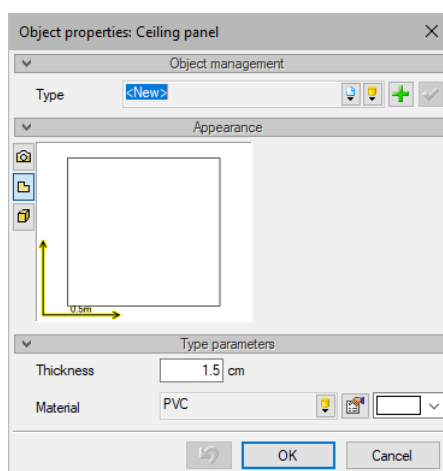 Object properties: Ceiling panel
Object management
Type <New>
Appearance
0.5m
Type parameters
Thickness 1.5 cm
Material PVC
OK Cancel